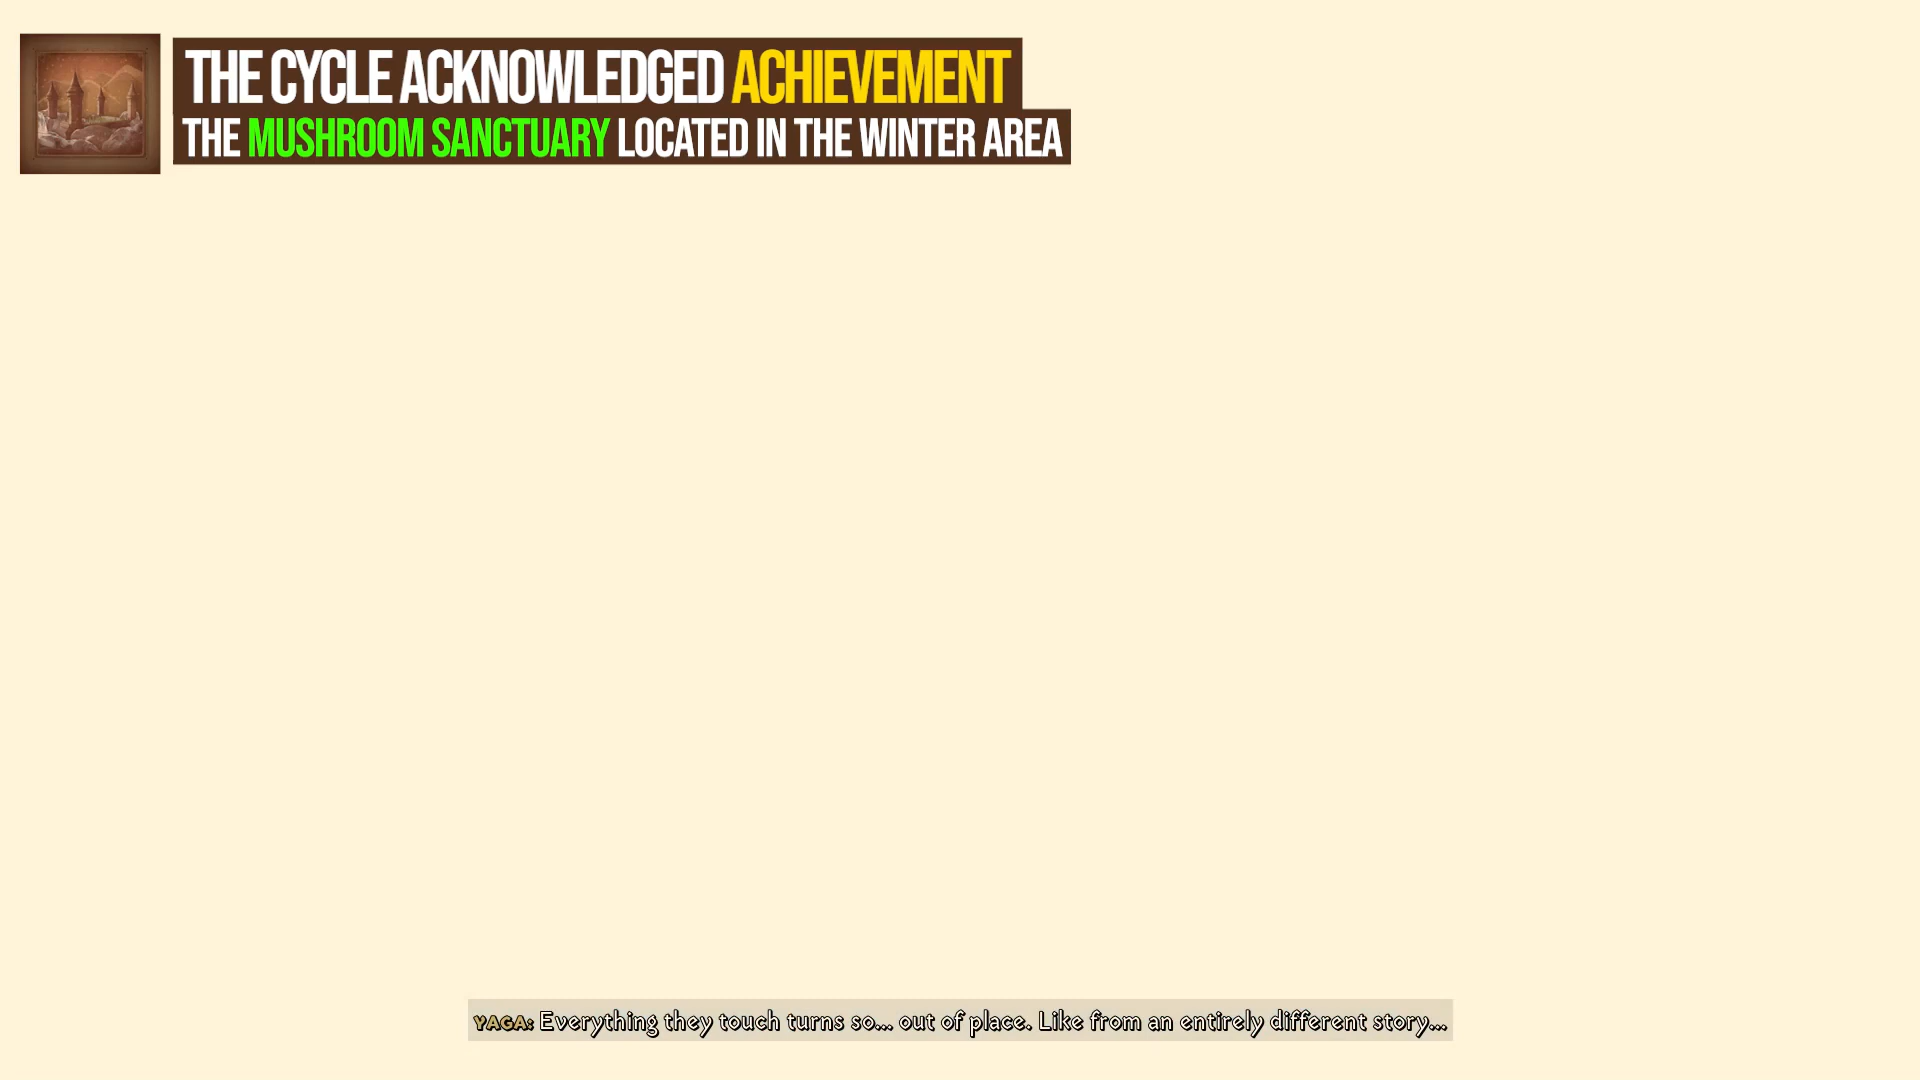 THE CYCLE ACKNOWLEDGED ACHIEVEMENT
THE MUSHROOM SANCTUARY LOCATED IN THE WINTER AREA
YAGA: Everything they touch turns so... out of place. Like from an entirely different story...